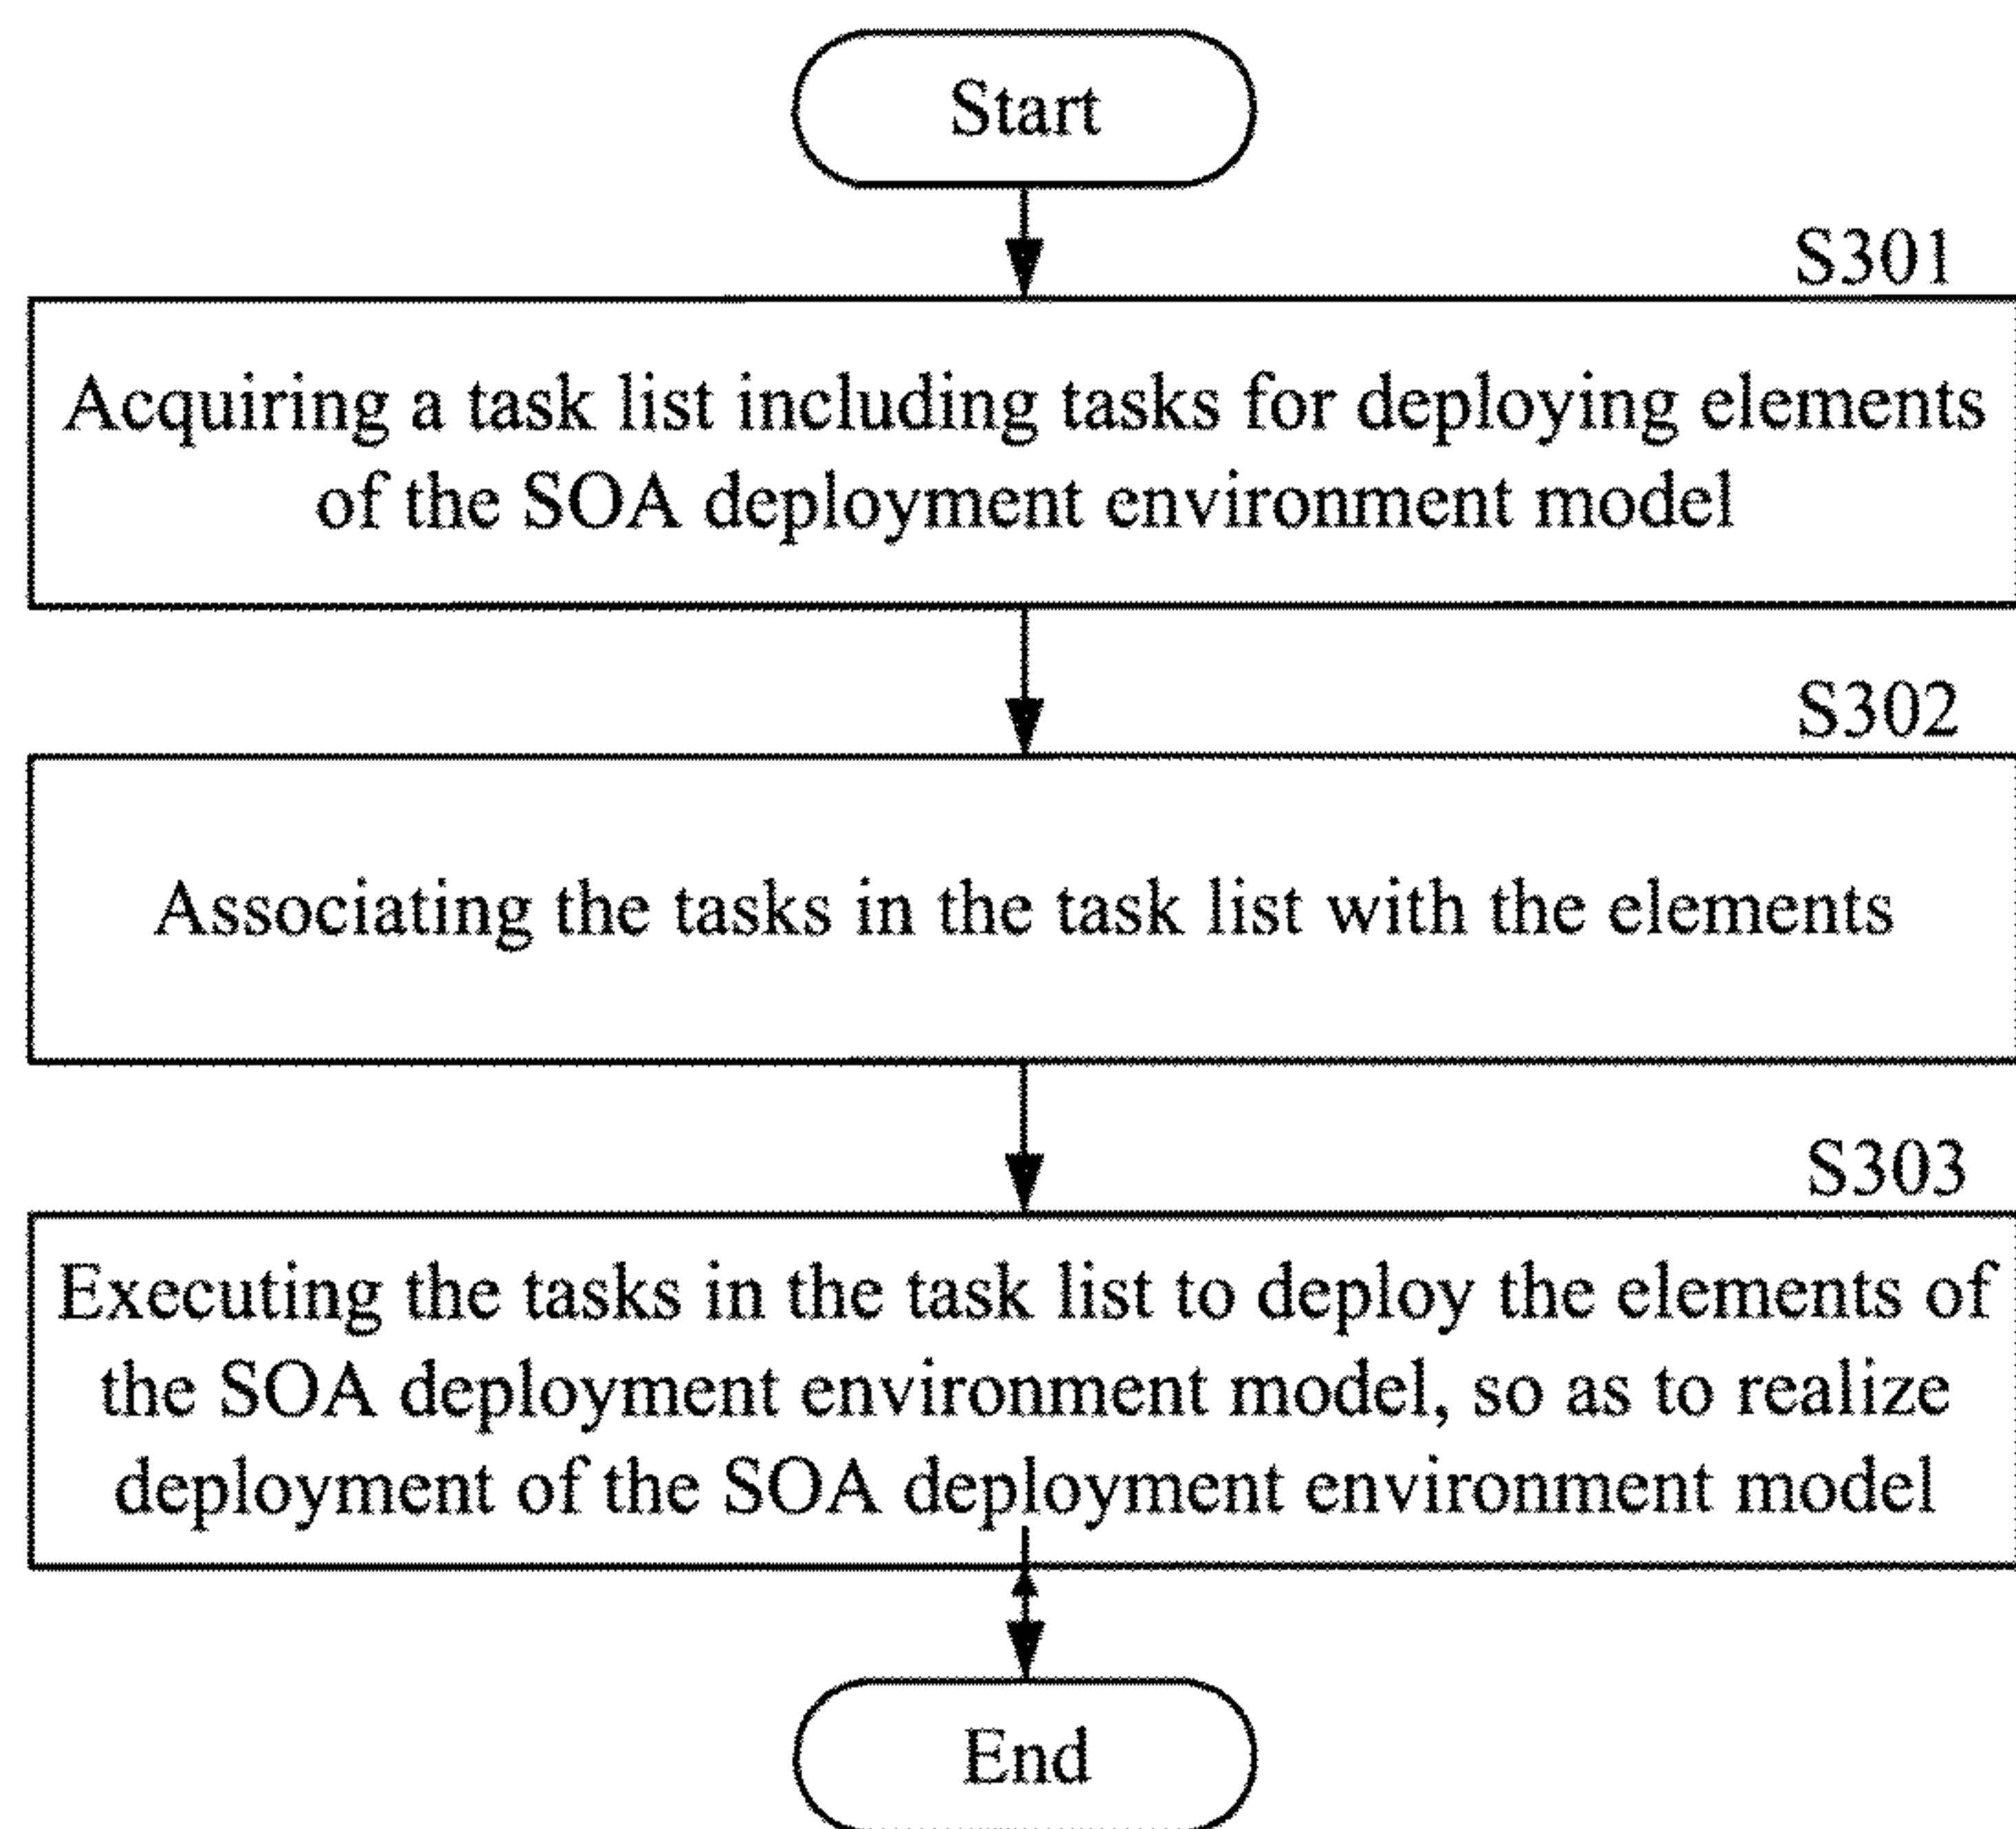 Start
S301
Acquiring a task list including tasks for deploying elements
of the SOA deployment environment model
S302
Associating the tasks in the task list with the elements
S303
Executing the tasks in the task list to deploy the elements of
the SOA deployment environment model, so as to realize
deployment of the SOA deployment environment model
End